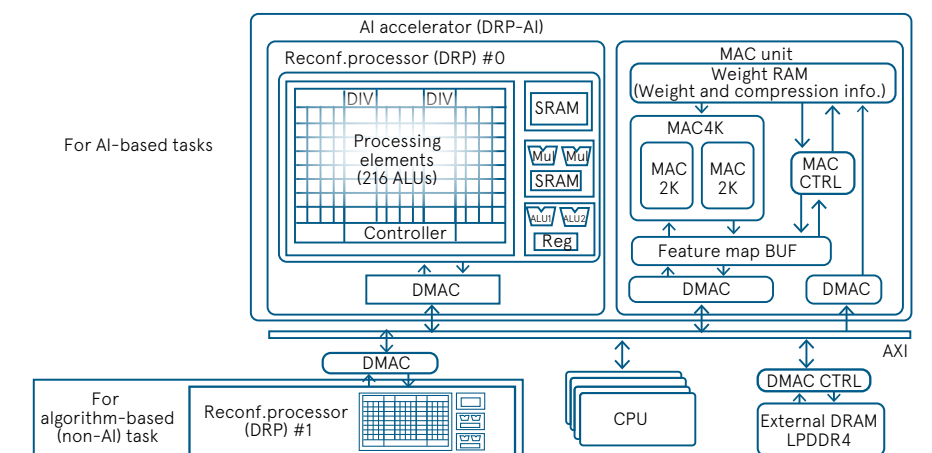 AI accelerator (DRP-AI)
Reconf.processor (DRP) #0
MAC unit
Weight RAM
(Weight and compression info.)
DIV
DIV
SRAM
For AI-based tasks
Processing
elements
(216 ALUs)
Mul
Mul
SRAM
MAC4K
MAC
2K
MAC
2K
MAC
CTRL
ALU1
ALU2
Reg
Controller
Feature map BUF
DMAC
DMAC
DMAC
AXI
DMAC
DMAC CTRL
For
algorithm-based
(non-AI) task
Reconf.processor
(DRP) #1
CPU
External DRAM
LPDDR4